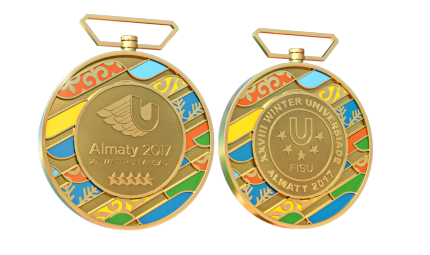 Almaty 2017
XXVIII WINTER UNIVERSIADE
U
FISU
ALMATY 2017